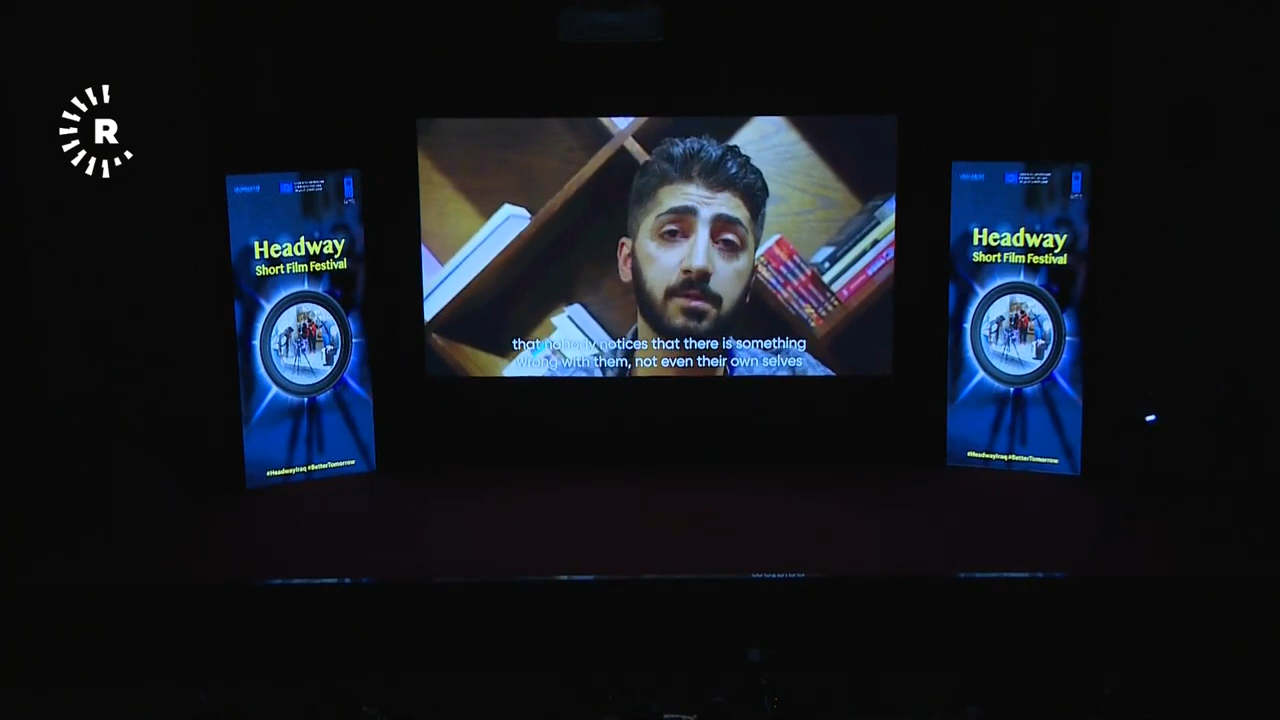 R
Headway
Short Film Festival
#HeadwayIraq #BetterTomorrow
that nobody notices that there is something
wrong with them, not even their own selves
Headway
Short Film Festival
#HeadwayIraq #BetterTomorrow